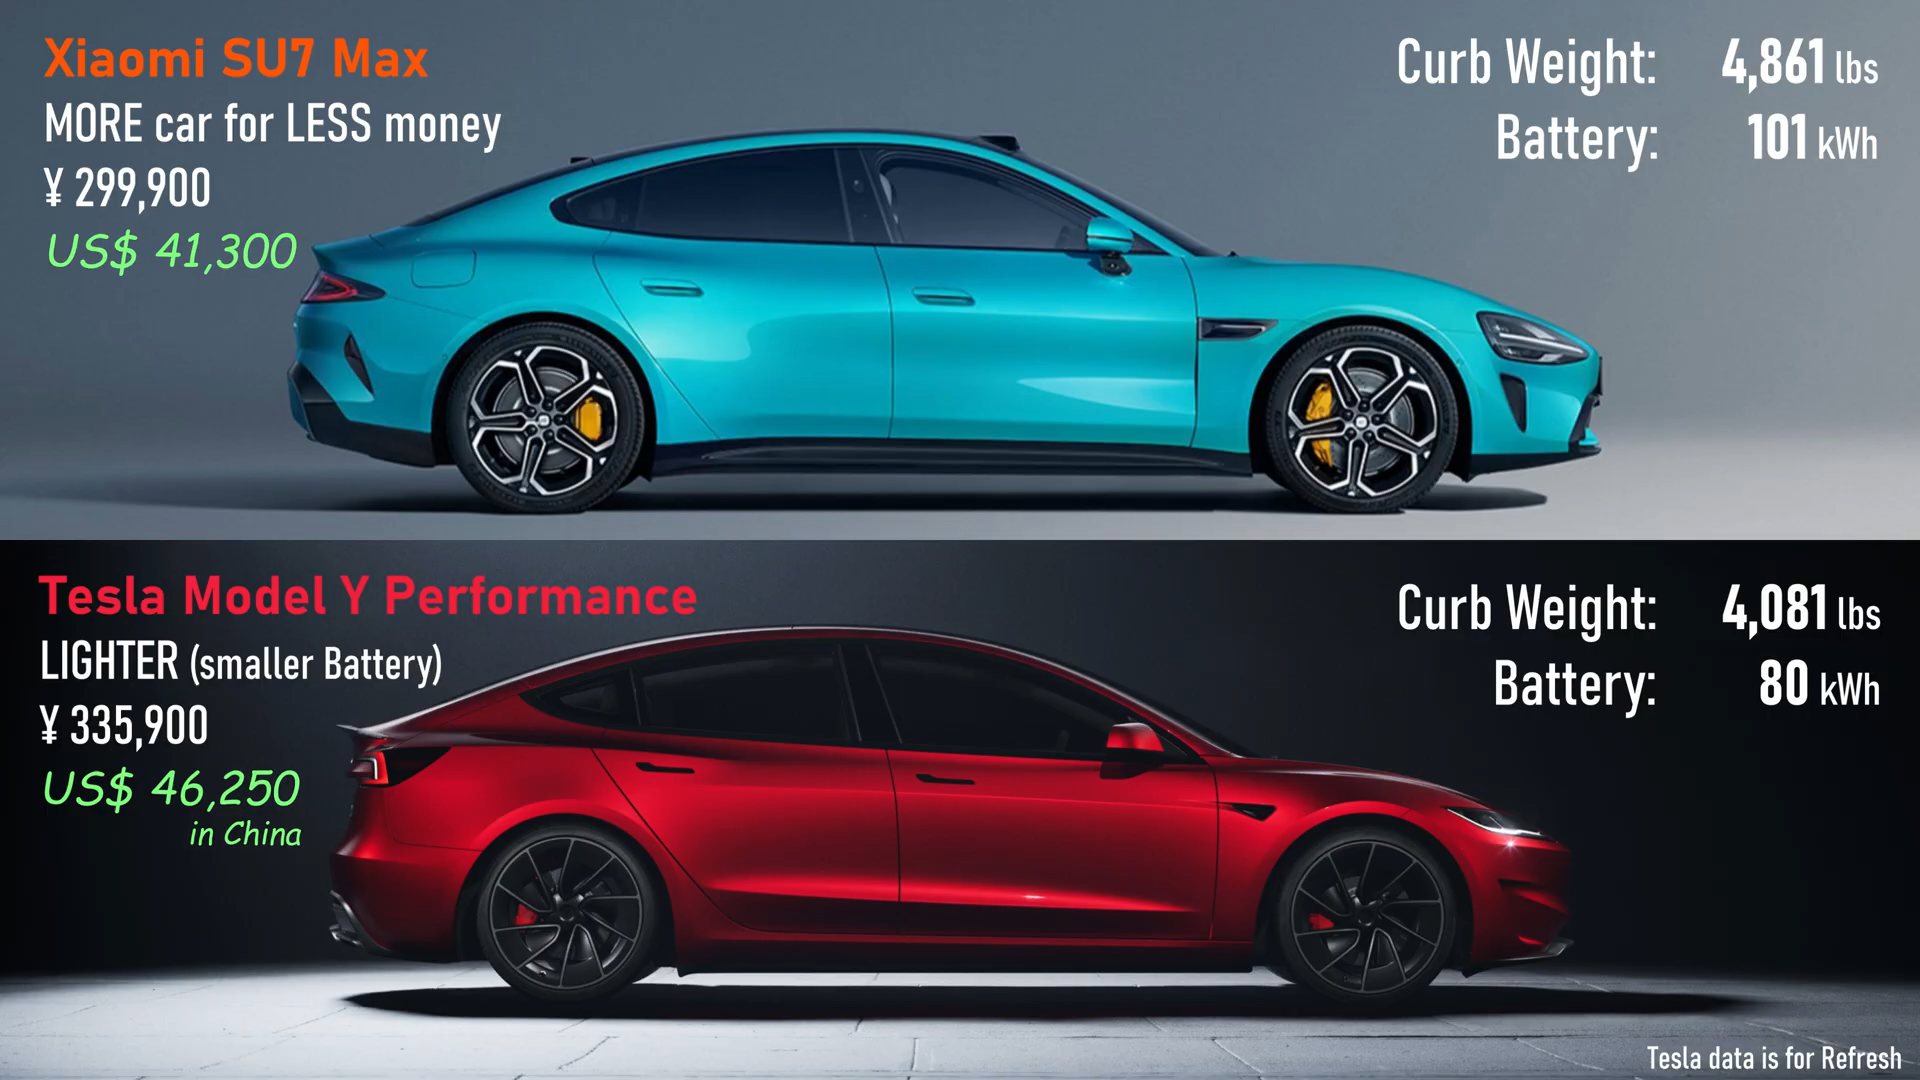 Xiaomi SU7 Max
MORE car for LESS money
¥ 299,900
US$ 41,300
Curb Weight: 4,861 lbs
Battery: 101 kWh
Tesla Model Y Performance
LIGHTER (smaller Battery)
¥ 335,900
US$ 46,250
in China
Curb Weight: 4,081 lbs
Battery: 80 kWh
Tesla data is for Refresh